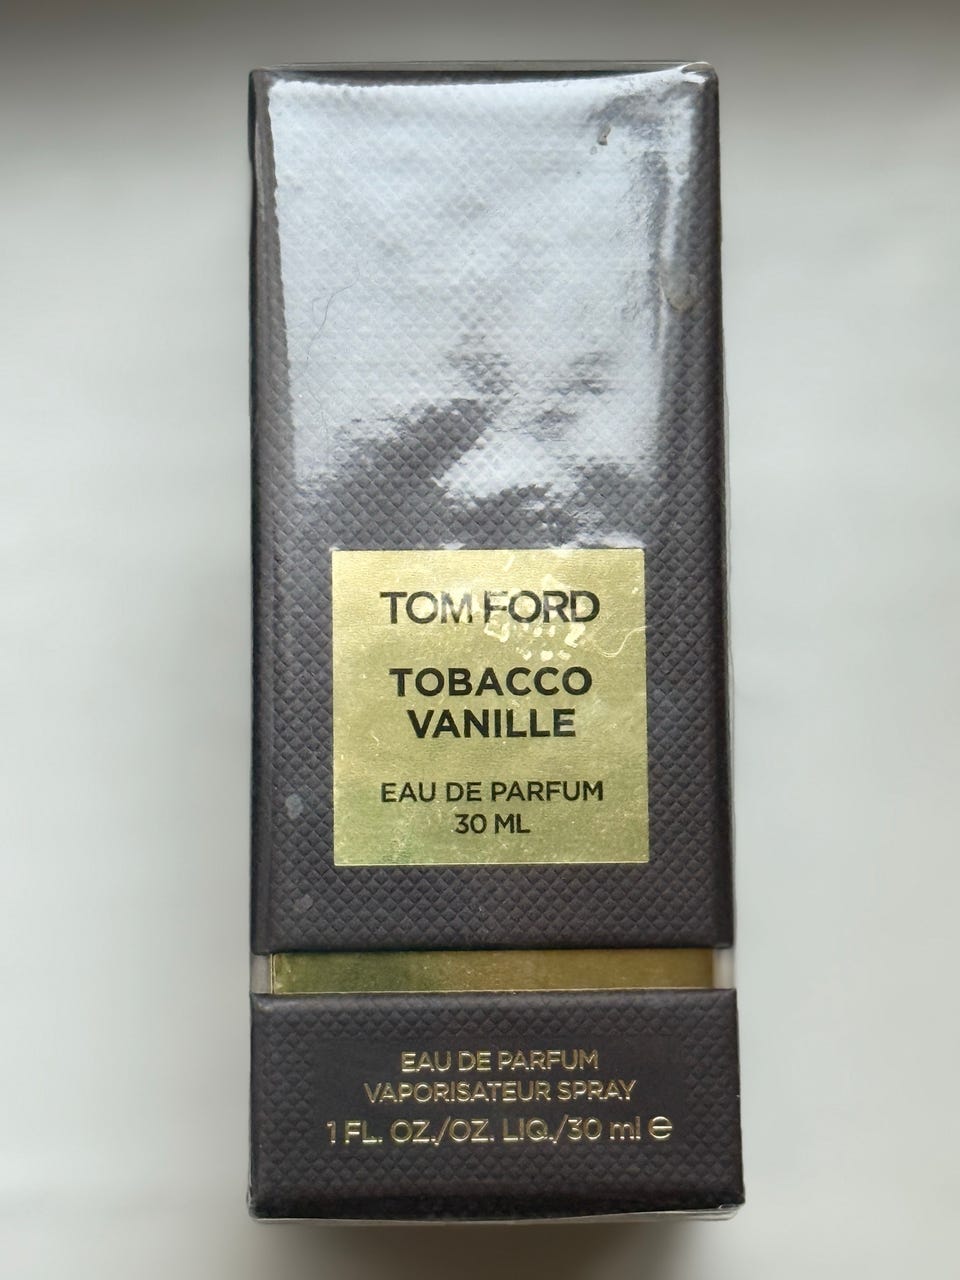 TOM FORD
TOBACCO
VANILLE
EAU DE PARFUM
30 ML
EAU DE PARFUM
VAPORISATEUR SPRAY
1 FL. OZ./OZ. LIQ./30 ml ℮